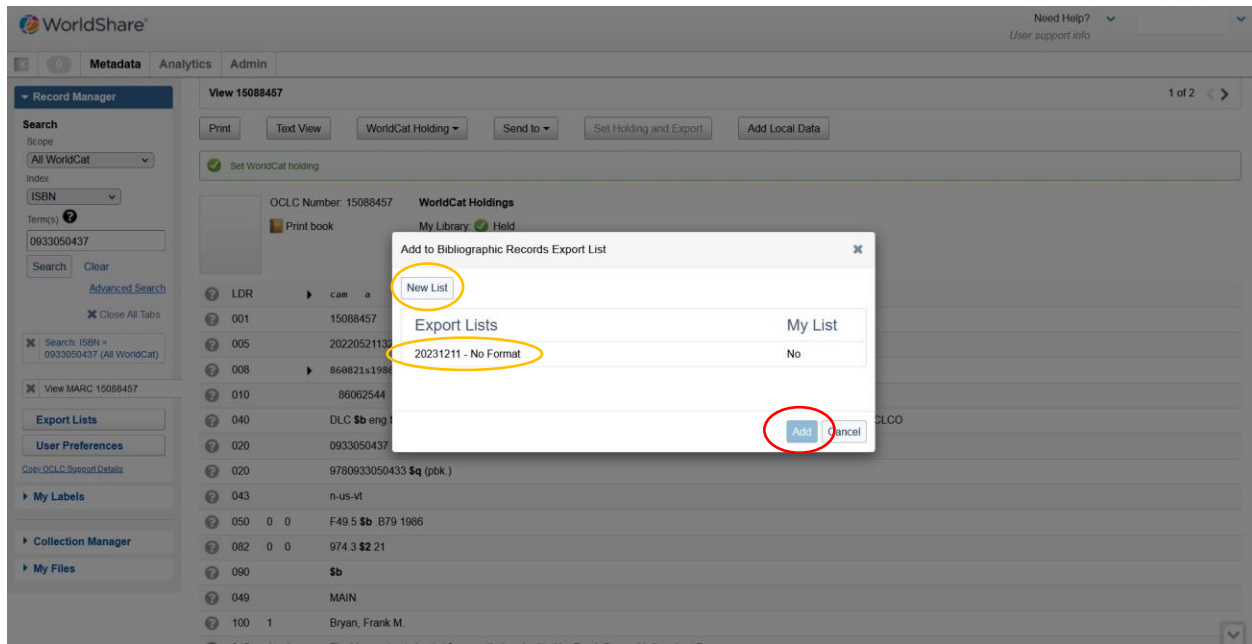 WorldShare®
Need Help?
User support info
0
Metadata Analytics Admin
Record Manager
View 15088457
1 of 2
Search
Scope
All WorldCat
Index
ISBN
Term(s)
0933050437
Search Clear
Advanced Search
Close All Tabs
Search: ISBN =
0933050437 (All WorldCat)
View MARC 15088457
Export Lists
User Preferences
Copy OCLC Support Details
My Labels
Collection Manager
My Files
Print Text View WorldCat Holding Send to Set Holding and Export Add Local Data
Set WorldCat holding.
OCLC Number: 15088457 WorldCat Holdings
Print book My Library: Held
Add to Bibliographic Records Export List
New List
Export Lists My List
20231211 - No Format No
Add Cancel
LDR cam a
001 15088457
005 20220521132
008 860821s1986
010 86062544
040 DLC $b eng CLCO
020 0933050437
020 9780933050433 $q (pbk.)
043 n-us-vt
050 0 0 F49.5 $b .B79 1986
082 0 0 974.3 $2 21
090 $b
049 MAIN
100 1 Bryan, Frank M.